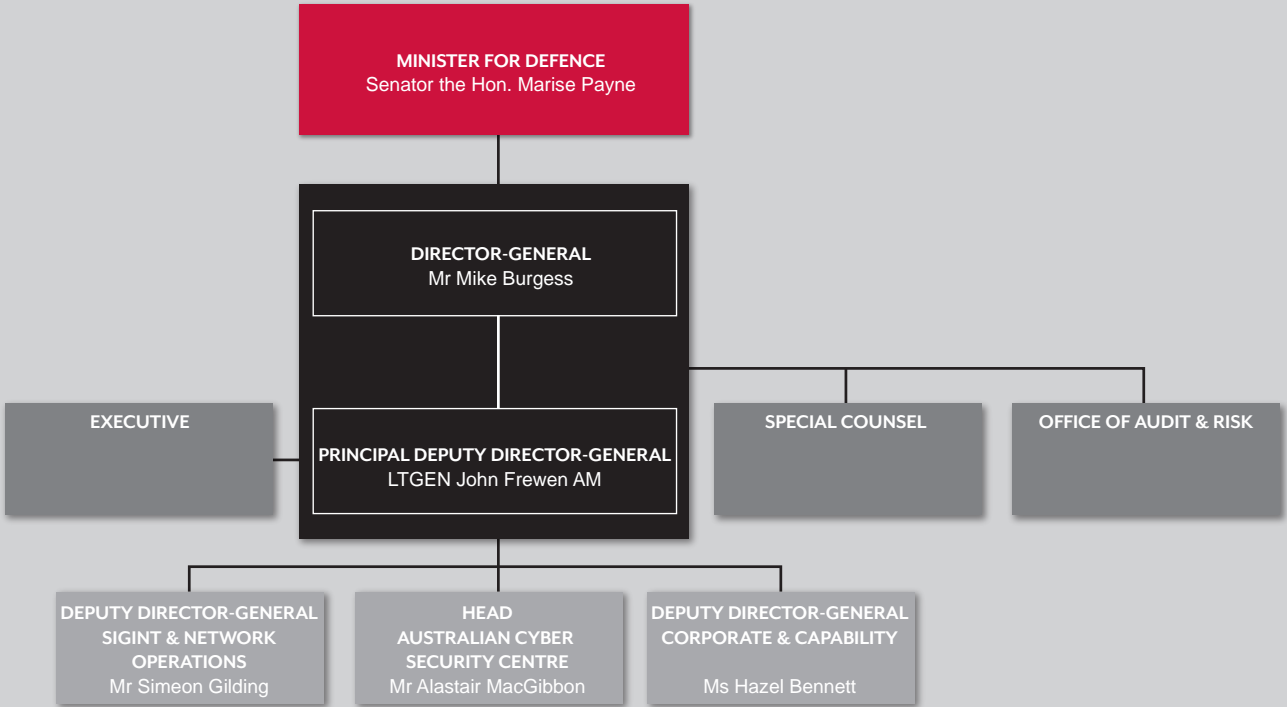 MINISTER FOR DEFENCE
Senator the Hon. Marise Payne
DIRECTOR-GENERAL
Mr Mike Burgess
EXECUTIVE
PRINCIPAL DEPUTY DIRECTOR-GENERAL
LTGEN John Frewen AM
SPECIAL COUNSEL
OFFICE OF AUDIT & RISK
DEPUTY DIRECTOR-GENERAL
SIGINT & NETWORK
OPERATIONS
Mr Simeon Gilding
HEAD
AUSTRALIAN CYBER
SECURITY CENTRE
Mr Alastair MacGibbon
DEPUTY DIRECTOR-GENERAL
CORPORATE & CAPABILITY
Ms Hazel Bennett